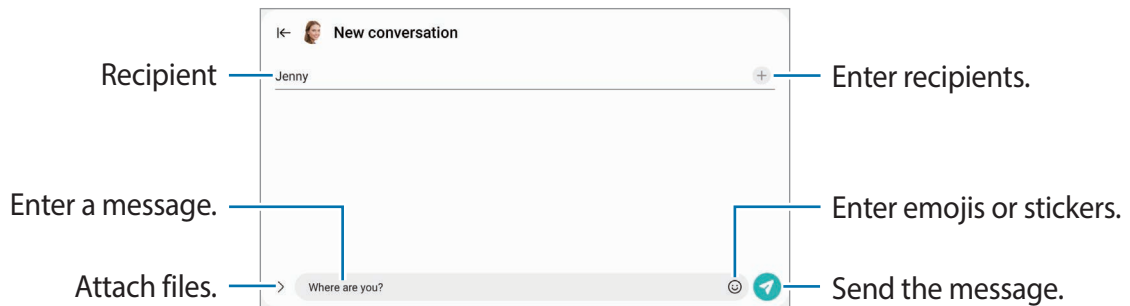 New conversation
Recipient
Jenny
Enter recipients.
Enter a message.
Enter emojis or stickers.
Attach files.
Where are you?
Send the message.